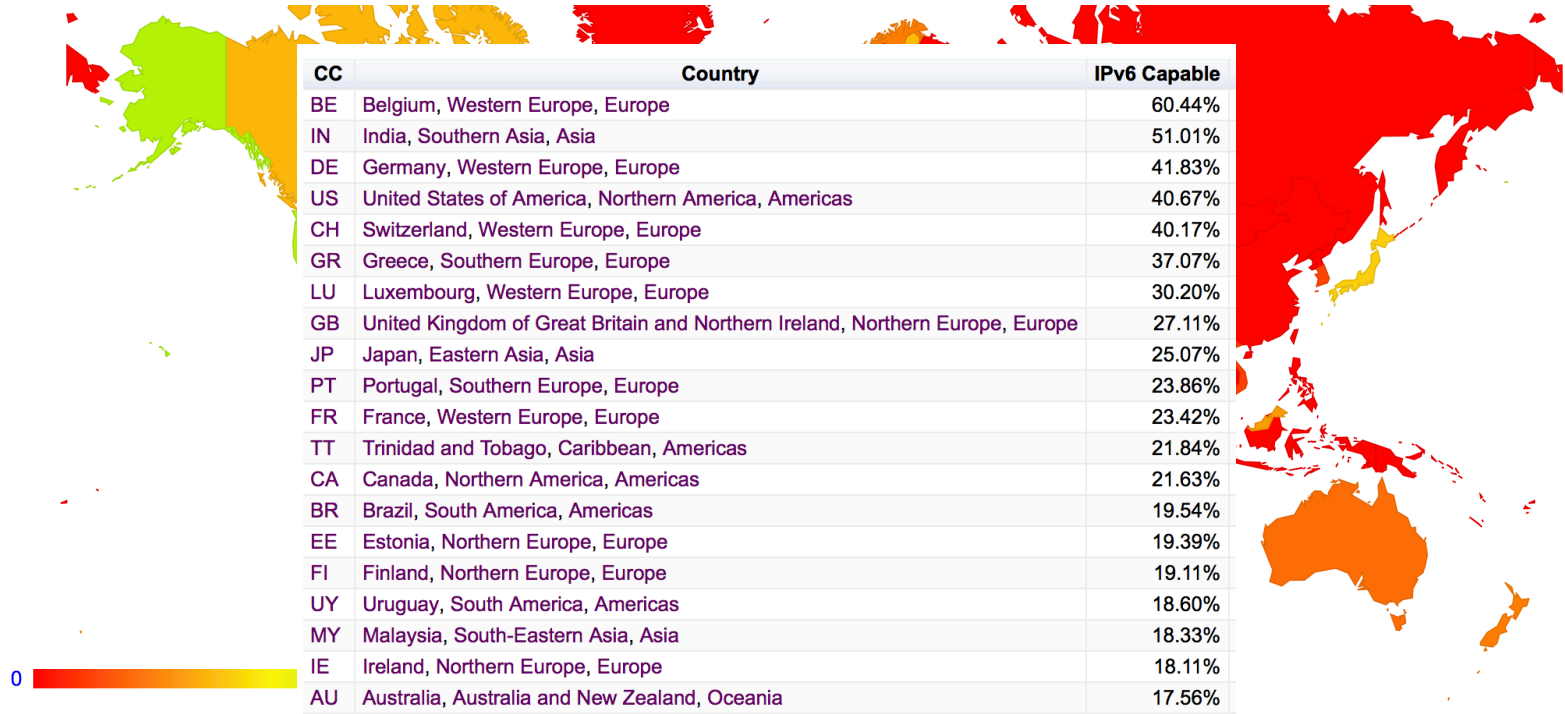 CC Country IPv6 Capable
BE Belgium, Western Europe, Europe 60.44%
IN India, Southern Asia, Asia 51.01%
DE Germany, Western Europe, Europe 41.83%
US United States of America, Northern America, Americas 40.67%
CH Switzerland, Western Europe, Europe 40.17%
GR Greece, Southern Europe, Europe 37.07%
LU Luxembourg, Western Europe, Europe 30.20%
GB United Kingdom of Great Britain and Northern Ireland, Northern Europe, Europe 27.11%
JP Japan, Eastern Asia, Asia 25.07%
PT Portugal, Southern Europe, Europe 23.86%
FR France, Western Europe, Europe 23.42%
TT Trinidad and Tobago, Caribbean, Americas 21.84%
CA Canada, Northern America, Americas 21.63%
BR Brazil, South America, Americas 19.54%
EE Estonia, Northern Europe, Europe 19.39%
FI Finland, Northern Europe, Europe 19.11%
UY Uruguay, South America, Americas 18.60%
MY Malaysia, South-Eastern Asia, Asia 18.33%
IE Ireland, Northern Europe, Europe 18.11%
0
AU Australia, Australia and New Zealand, Oceania 17.56%